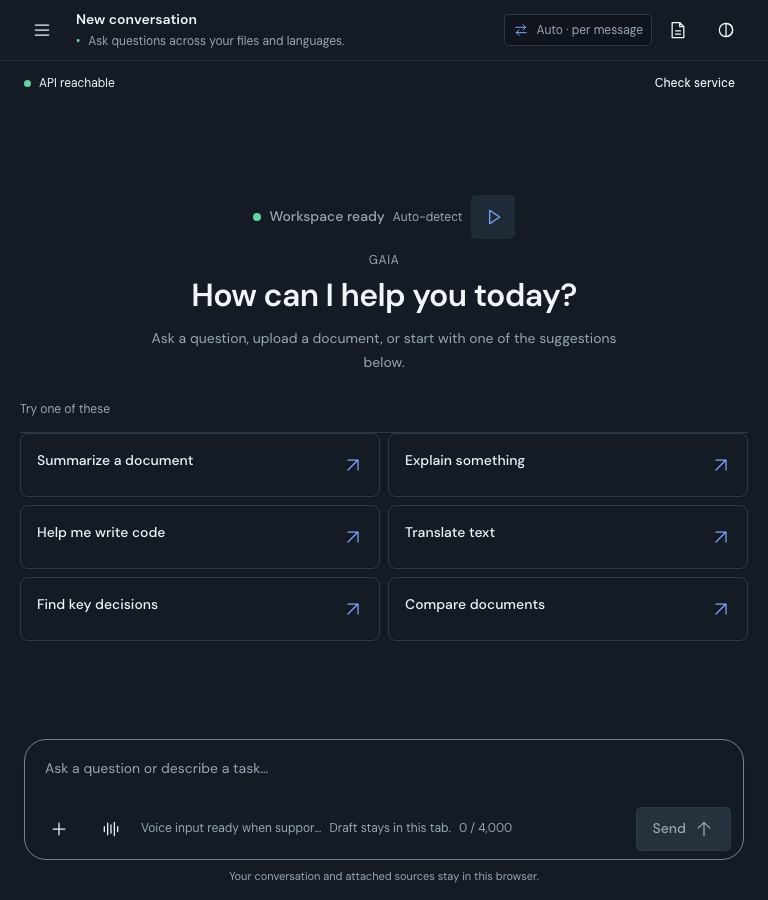 New conversation
• Ask questions across your files and languages.
Auto · per message
API reachable
Check service
Workspace ready Auto-detect
GAIA
How can I help you today?
Ask a question, upload a document, or start with one of the suggestions
below.
Try one of these
Summarize a document
Explain something
Help me write code
Translate text
Find key decisions
Compare documents
Ask a question or describe a task…
Voice input ready when suppor… Draft stays in this tab. 0 / 4,000
Send
Your conversation and attached sources stay in this browser.